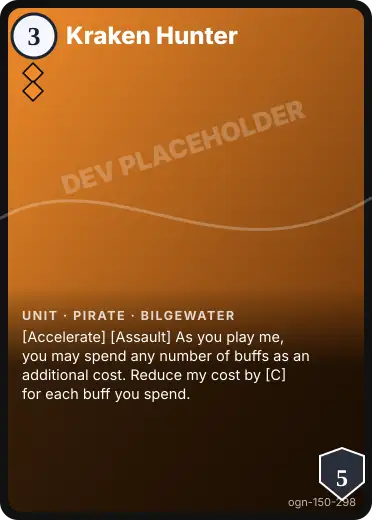 3 Kraken Hunter
DEV PLACEHOLDER
UNIT · PIRATE · BILGEWATER
[Accelerate] [Assault] As you play me,
you may spend any number of buffs as an
additional cost. Reduce my cost by [C]
for each buff you spend.
5
ogn-150-298